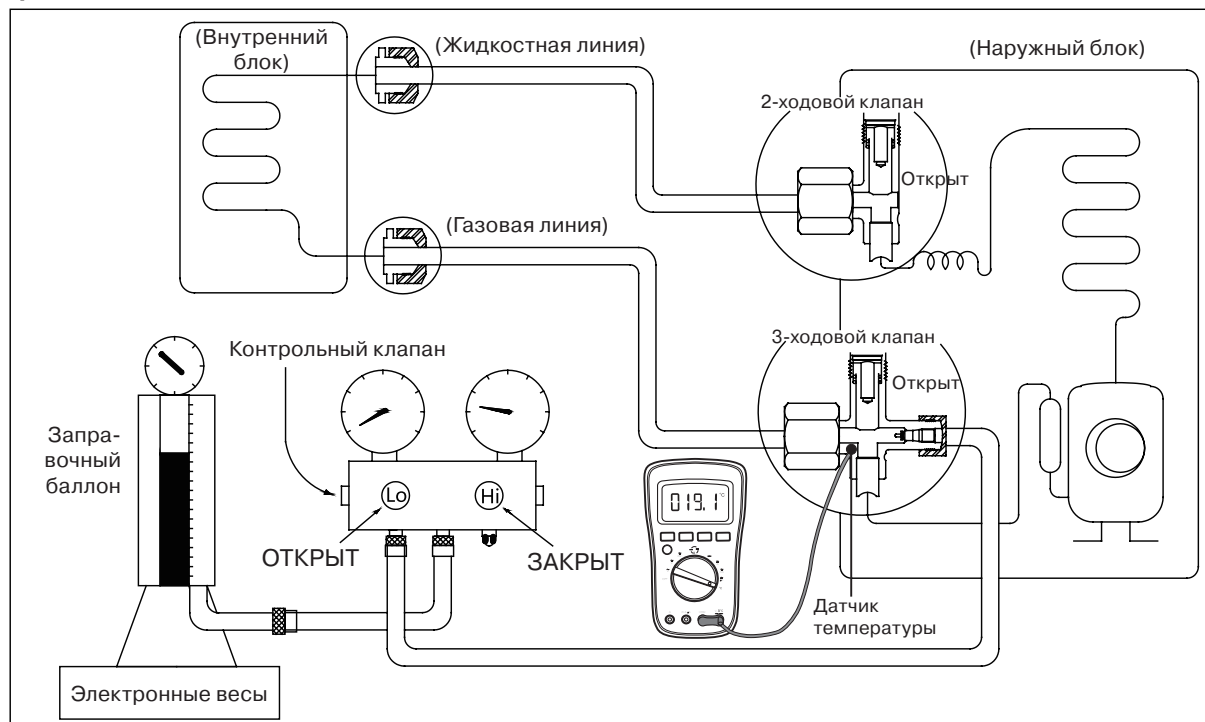 (Внутренний
блок)
(Жидкостная линия)
(Наружный блок)
2-ходовой клапан
Открыт
(Газовая линия)
3-ходовой клапан
Открыт
Контрольный клапан
Запра-
вочный
баллон
Lo
Hi
019.1
°C
ОТКРЫТ
ЗАКРЫТ
Датчик
температуры
Электронные весы